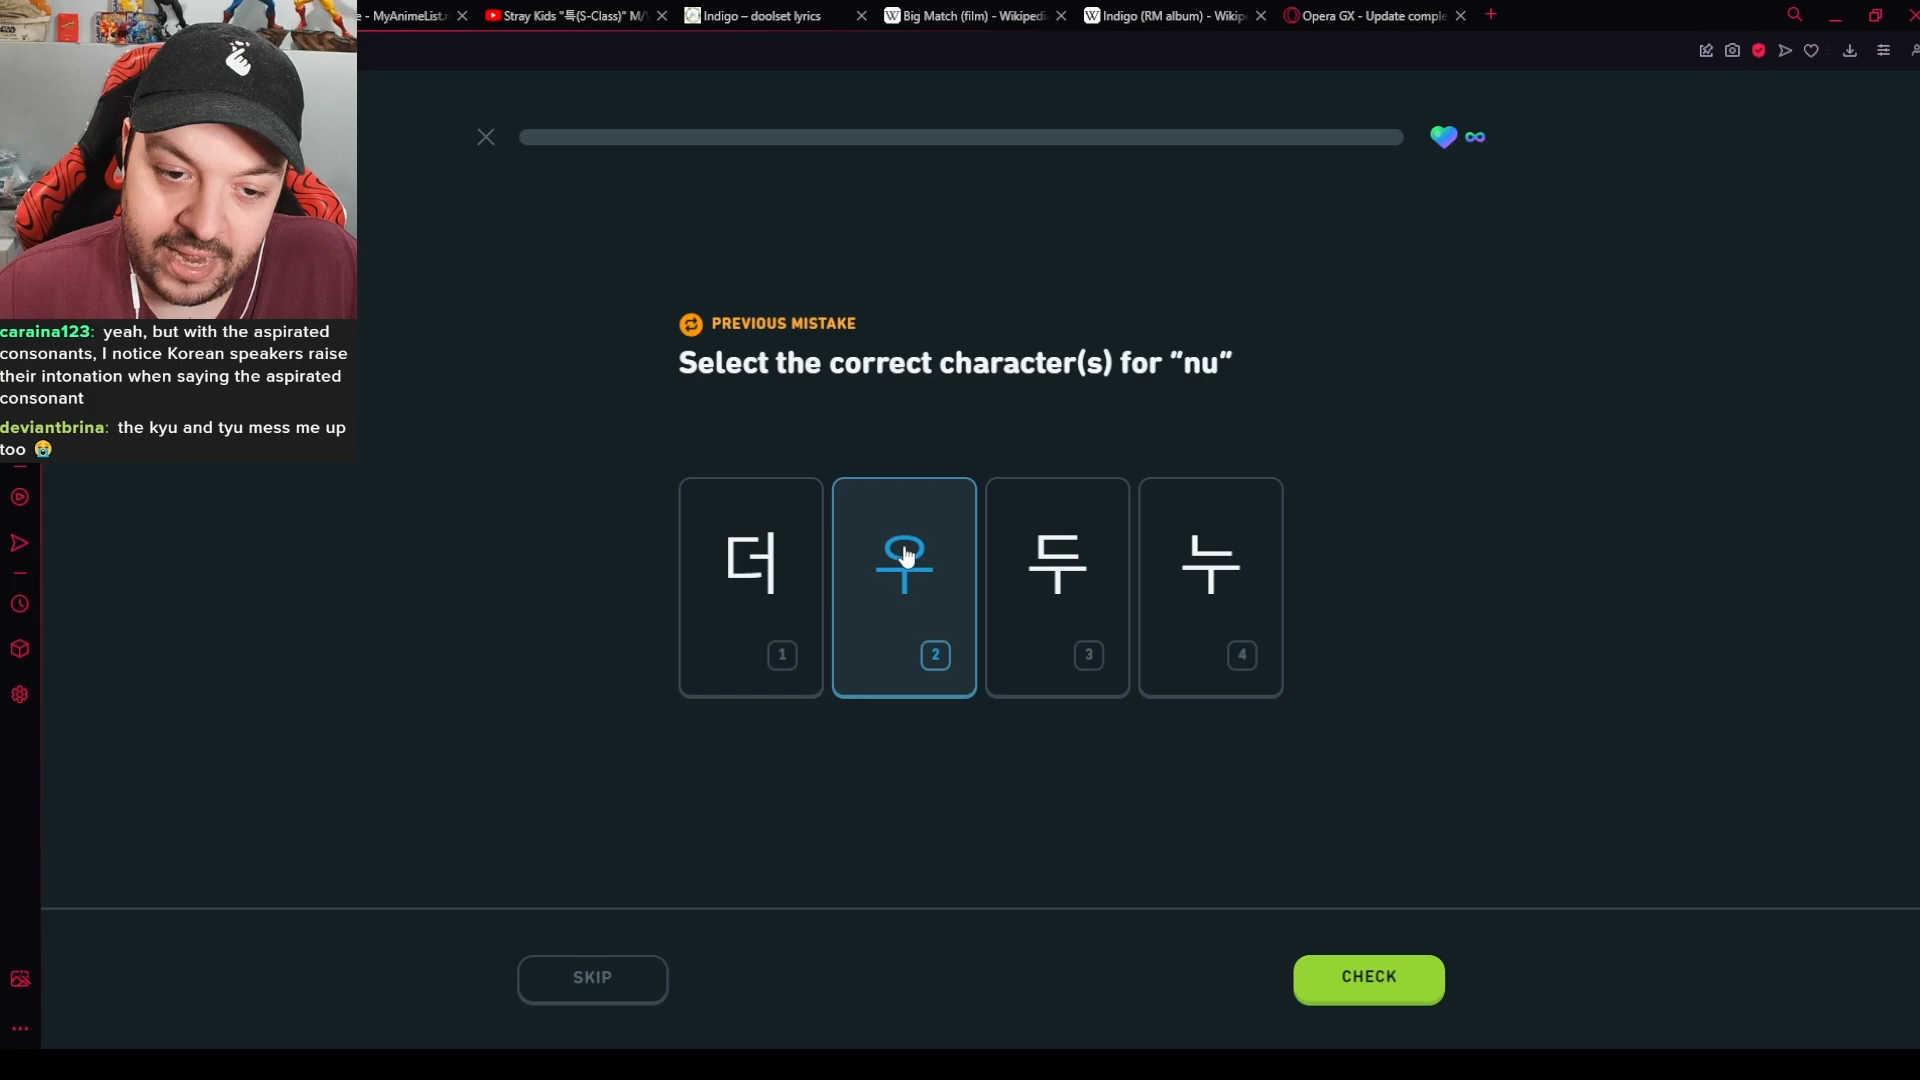 e - MyAnimeList.n
Stray Kids "특(S-Class)" M/
Indigo – doolset lyrics
Big Match (film) - Wikipedi
Indigo (RM album) - Wikip
Opera GX - Update comple
caraina123: yeah, but with the aspirated
consonants, I notice Korean speakers raise
their intonation when saying the aspirated
consonant
deviantbrina: the kyu and tyu mess me up
too 😭
PREVIOUS MISTAKE
Select the correct character(s) for “nu”
더 우 두 누
1 2 3 4
SKIP
CHECK